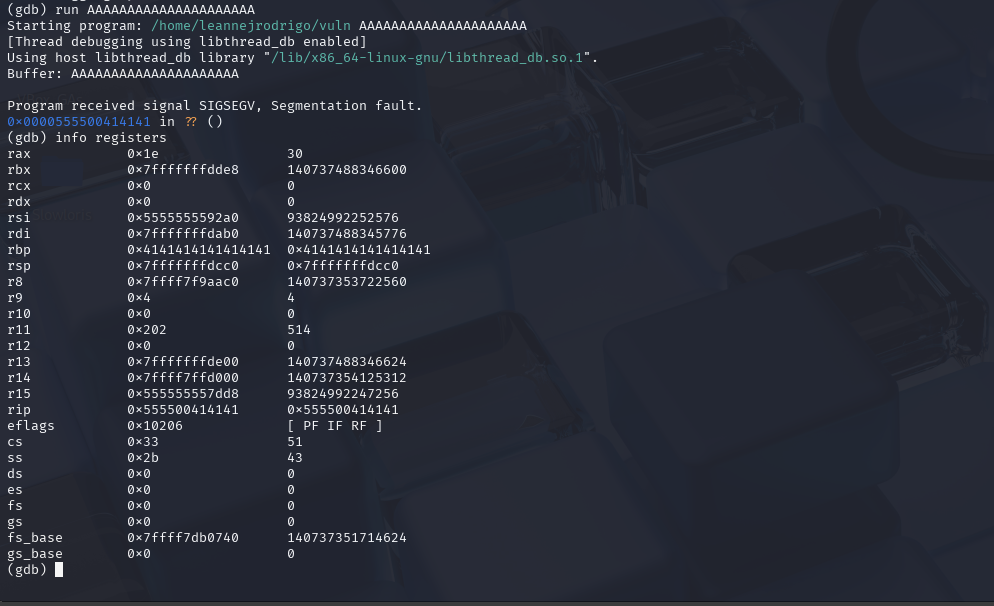 (gdb) run AAAAAAAAAAAAAAAAAAAAA
Starting program: /home/leannejrodrigo/vuln AAAAAAAAAAAAAAAAAAAAA
[Thread debugging using libthread_db enabled]
Using host libthread_db library "/lib/x86_64-linux-gnu/libthread_db.so.1".
Buffer: AAAAAAAAAAAAAAAAAAAAA
Program received signal SIGSEGV, Segmentation fault.
0x0000555500414141 in ?? ()
(gdb) info registers
rax 0x1e 30
rbx 0x7fffffffdde8 140737488346600
rcx 0x0 0
rdx 0x0 0
rsi 0x5555555592a0 93824992252576
rdi 0x7fffffffdab0 140737488345776
rbp 0x4141414141414141 0x4141414141414141
rsp 0x7fffffffdcc0 0x7fffffffdcc0
r8 0x7ffff7f9aac0 140737353722560
r9 0x4 4
r10 0x0 0
r11 0x202 514
r12 0x0 0
r13 0x7fffffffde00 140737488346624
r14 0x7ffff7ffd000 140737354125312
r15 0x555555557dd8 93824992247256
rip 0x555500414141 0x555500414141
eflags 0x10206 [ PF IF RF ]
cs 0x33 51
ss 0x2b 43
ds 0x0 0
es 0x0 0
fs 0x0 0
gs 0x0 0
fs_base 0x7ffff7db0740 140737351714624
gs_base 0x0 0
(gdb)